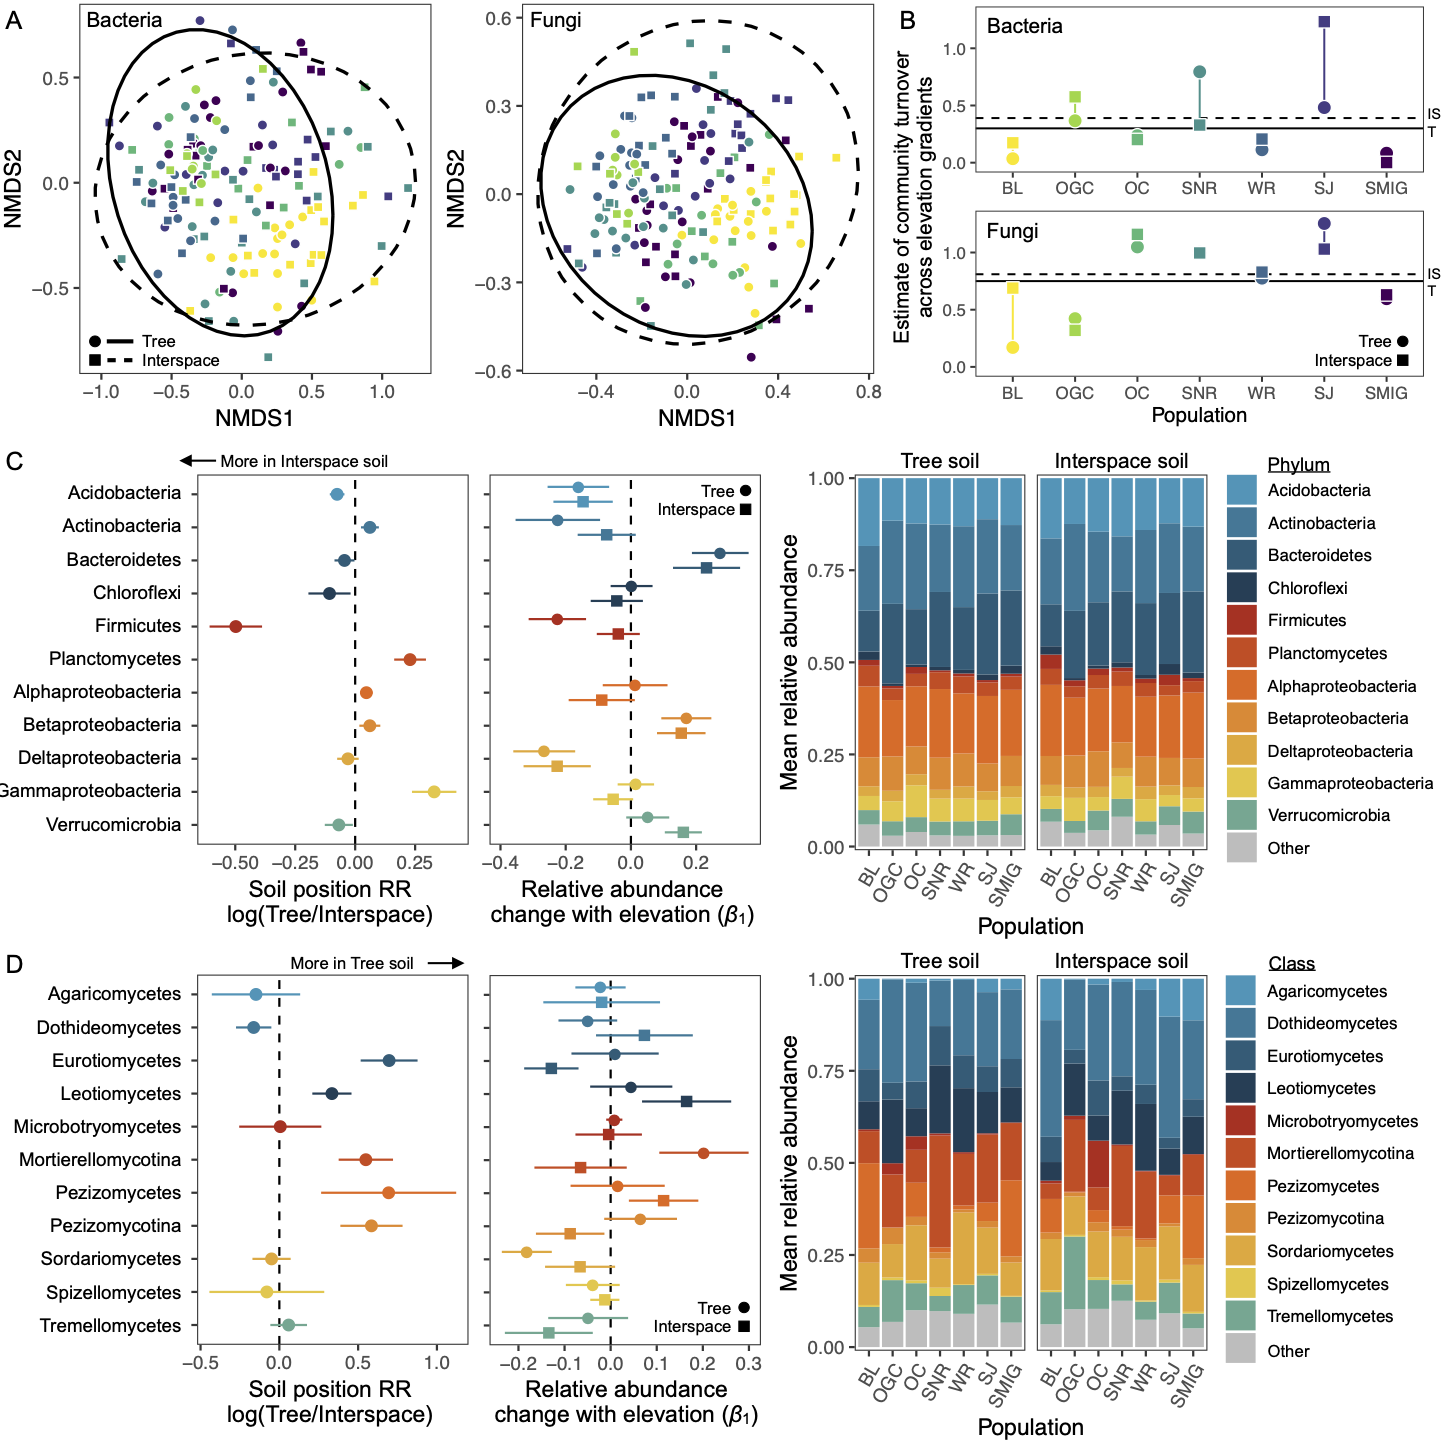 A
Bacteria
NMDS2
0.5
0.0
−0.5
Tree
Interspace
−1.0
−0.5
0.0
0.5
1.0
NMDS1
Fungi
NMDS2
0.6
0.3
0.0
−0.3
−0.6
−0.4
0.0
0.4
0.8
NMDS1
B
Estimate of community turnover
across elevation gradients
Bacteria
1.0
0.5
0.0
IS
T
BL OGC OC SNR WR SJ SMIG
Fungi
1.0
0.5
0.0
IS
T
Tree
Interspace
BL OGC OC SNR WR SJ SMIG
Population
C
More in Interspace soil
Acidobacteria
Actinobacteria
Bacteroidetes
Chloroflexi
Firmicutes
Planctomycetes
Alphaproteobacteria
Betaproteobacteria
Deltaproteobacteria
Gammaproteobacteria
Verrucomicrobia
−0.50 −0.25 0.00 0.25
Soil position RR
log(Tree/Interspace)
Tree
Interspace
−0.4 −0.2 0.0 0.2
Relative abundance
change with elevation (β₁)
Tree soil
Interspace soil
Mean relative abundance
1.00
0.75
0.50
0.25
0.00
BL OGC OC SNR WR SJ SMIG
BL OGC OC SNR WR SJ SMIG
Population
Phylum
Acidobacteria
Actinobacteria
Bacteroidetes
Chloroflexi
Firmicutes
Planctomycetes
Alphaproteobacteria
Betaproteobacteria
Deltaproteobacteria
Gammaproteobacteria
Verrucomicrobia
Other
D
More in Tree soil
Agaricomycetes
Dothideomycetes
Eurotiomycetes
Leotiomycetes
Microbotryomycetes
Mortierellomycotina
Pezizomycetes
Pezizomycotina
Sordariomycetes
Spizellomycetes
Tremellomycetes
−0.5 0.0 0.5 1.0
Soil position RR
log(Tree/Interspace)
Tree
Interspace
−0.2 −0.1 0.0 0.1 0.2 0.3
Relative abundance
change with elevation (β₁)
Tree soil
Interspace soil
Mean relative abundance
1.00
0.75
0.50
0.25
0.00
BL OGC OC SNR WR SJ SMIG
BL OGC OC SNR WR SJ SMIG
Population
Class
Agaricomycetes
Dothideomycetes
Eurotiomycetes
Leotiomycetes
Microbotryomycetes
Mortierellomycotina
Pezizomycetes
Pezizomycotina
Sordariomycetes
Spizellomycetes
Tremellomycetes
Other